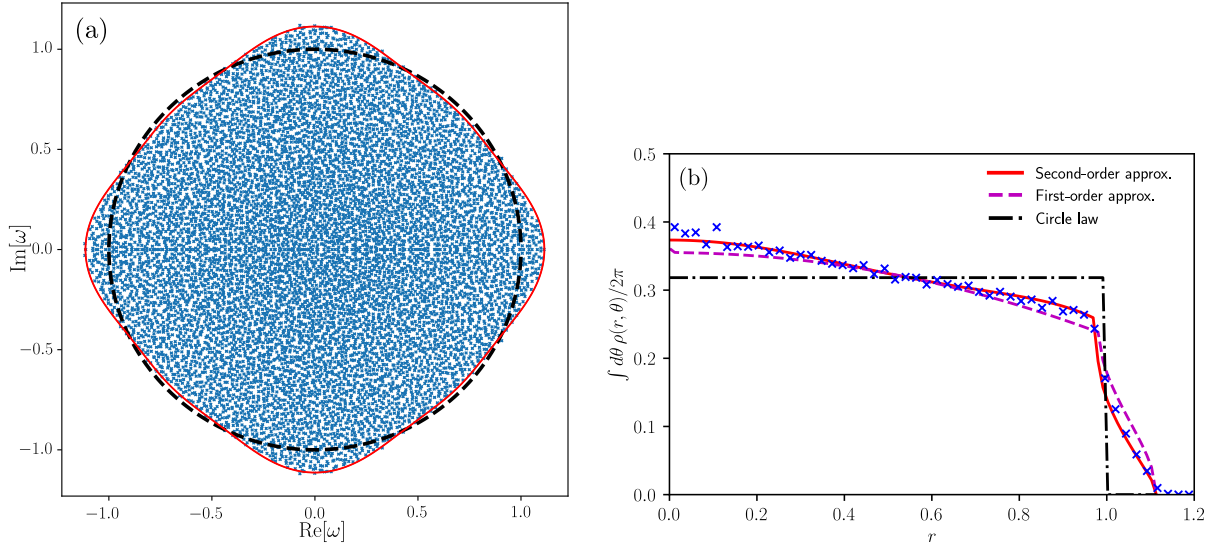 (a)
1.0
0.5
0.0
−0.5
−1.0
Im[ω]
−1.0 −0.5 0.0 0.5 1.0
Re[ω]
(b)
Second-order approx.
First-order approx.
Circle law
0.5
0.4
0.3
0.2
0.1
0.0
∫ dθ ρ(r, θ)/2π
0.0 0.2 0.4 0.6 0.8 1.0 1.2
r